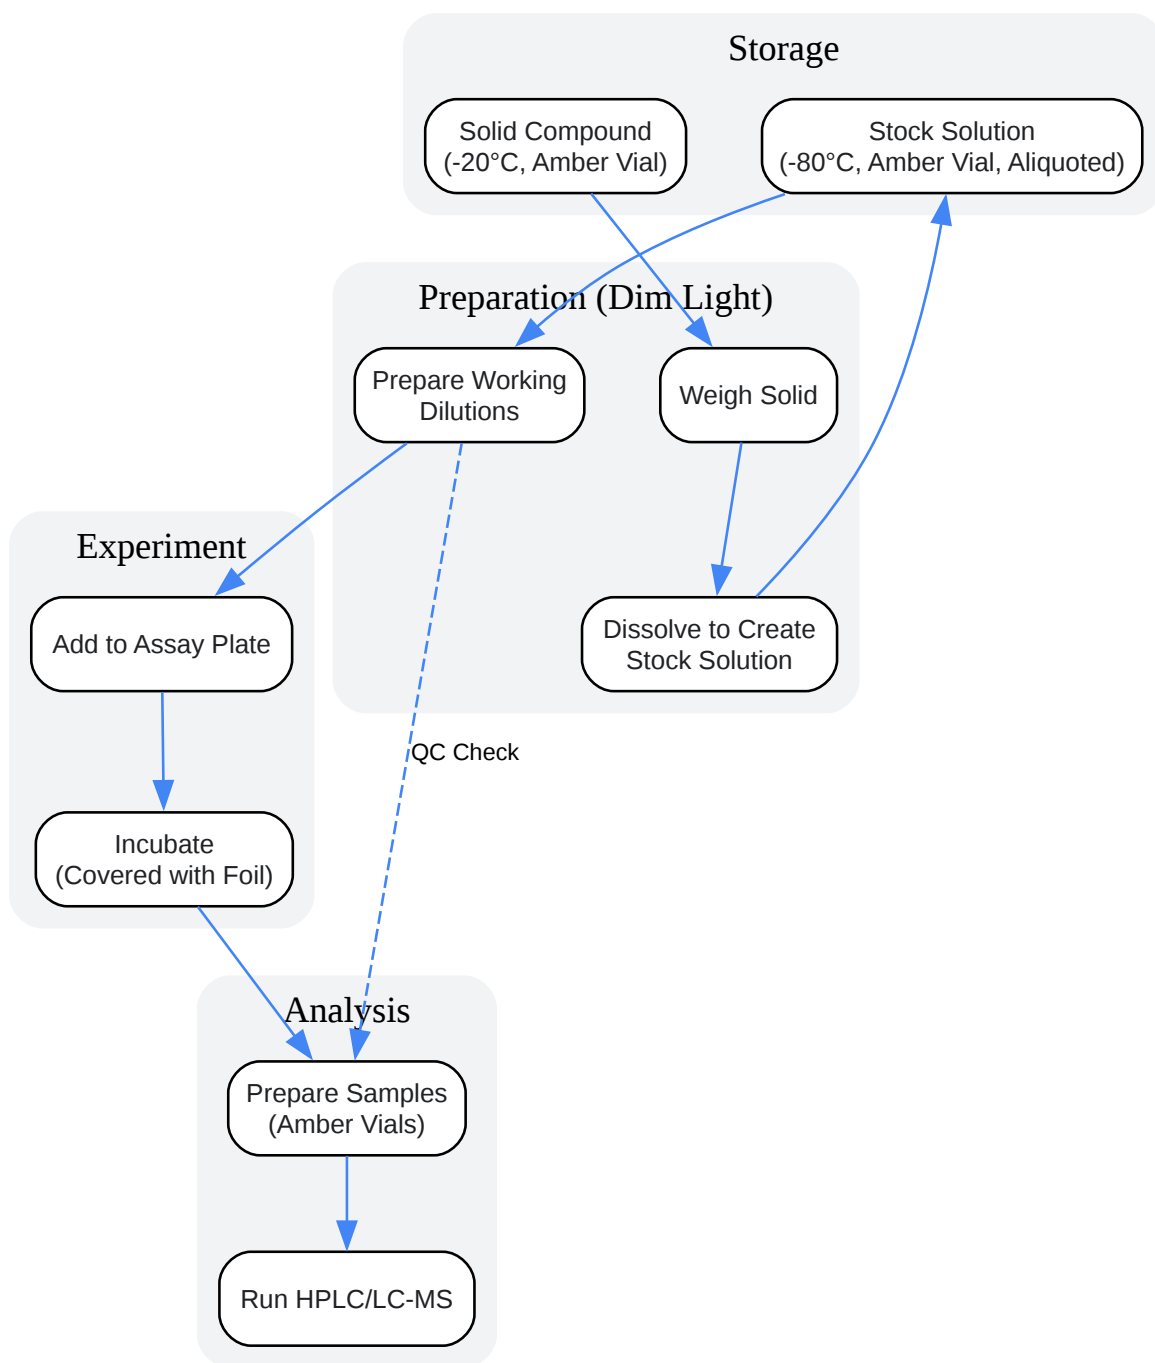 Storage
Solid Compound
(-20°C, Amber Vial)
Stock Solution
(-80°C, Amber Vial, Aliquoted)
Preparation (Dim Light)
Prepare Working
Dilutions
Weigh Solid
Experiment
Add to Assay Plate
Dissolve to Create
Stock Solution
QC Check
Incubate
(Covered with Foil)
Analysis
Prepare Samples
(Amber Vials)
Run HPLC/LC-MS